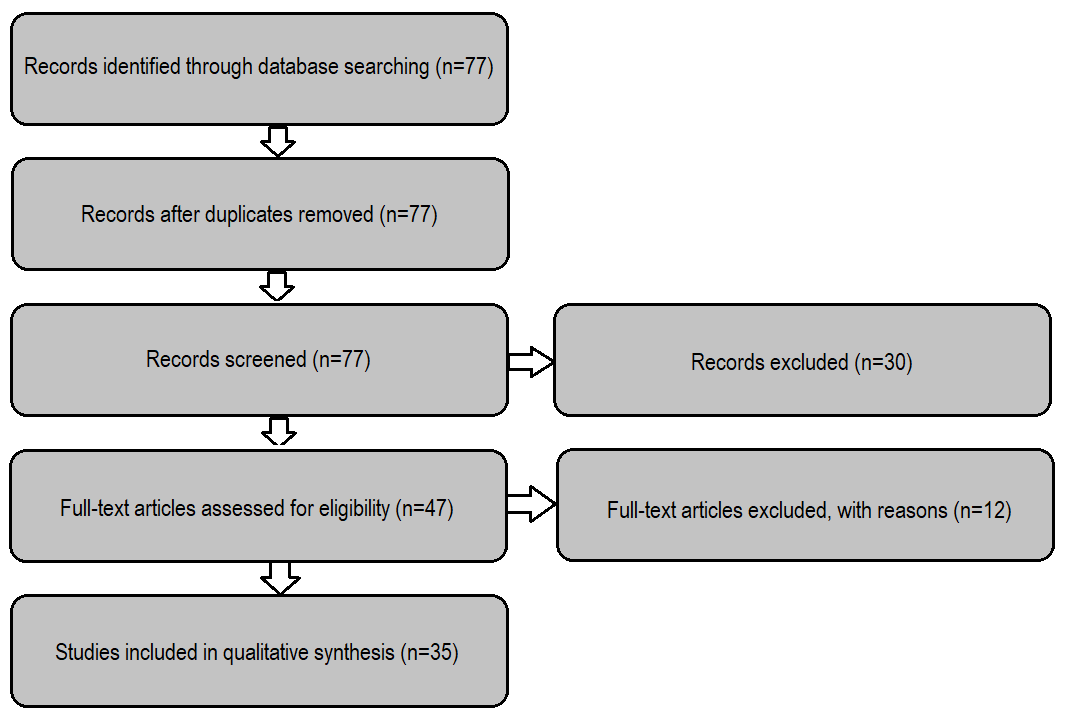 Records identified through database searching (n=77)
Records after duplicates removed (n=77)
Records screened (n=77)
Records excluded (n=30)
Full-text articles assessed for eligibility (n=47)
Full-text articles excluded, with reasons (n=12)
Studies included in qualitative synthesis (n=35)